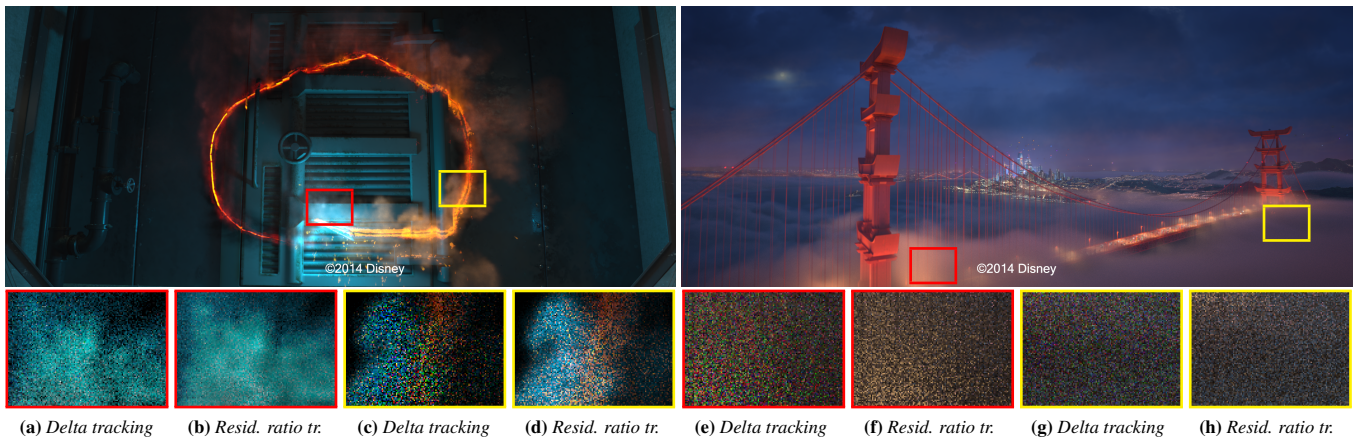 ©2014 Disney
©2014 Disney
(a) Delta tracking
(b) Resid. ratio tr.
(c) Delta tracking
(d) Resid. ratio tr.
(e) Delta tracking
(f) Resid. ratio tr.
(g) Delta tracking
(h) Resid. ratio tr.